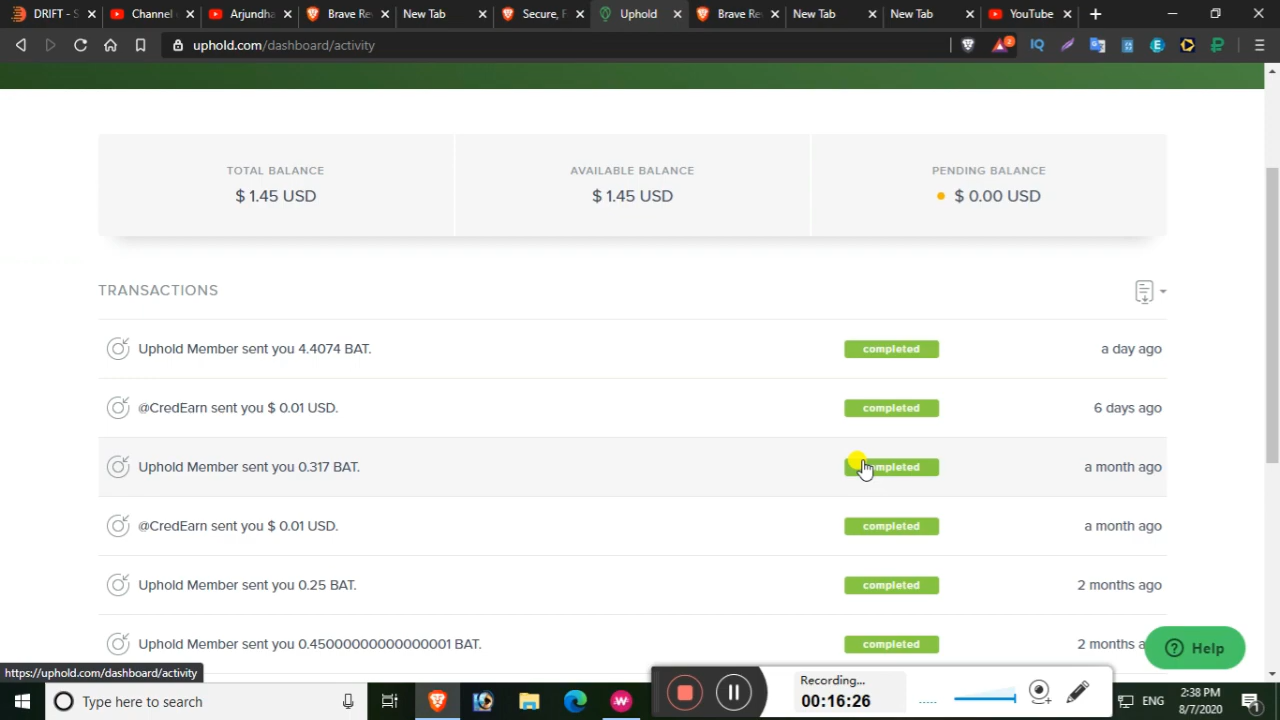 DRIFT - S
Channel c
Arjundha
Brave Re
New Tab
Secure, F
Uphold
Brave Re
New Tab
New Tab
YouTube
uphold.com/dashboard/activity
2
IQ
E
TOTAL BALANCE
$ 1.45 USD
AVAILABLE BALANCE
$ 1.45 USD
PENDING BALANCE
$ 0.00 USD
TRANSACTIONS
Uphold Member sent you 4.4074 BAT. completed a day ago
@CredEarn sent you $ 0.01 USD. completed 6 days ago
Uphold Member sent you 0.317 BAT. completed a month ago
@CredEarn sent you $ 0.01 USD. completed a month ago
Uphold Member sent you 0.25 BAT. completed 2 months ago
Uphold Member sent you 0.45000000000000001 BAT. completed 2 months a
Help
https://uphold.com/dashboard/activity
Recording...
00:16:26
Type here to search
ENG
2:38 PM
8/7/2020
1